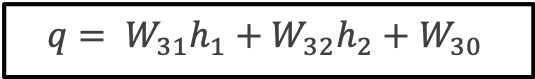 q = W₃₁h₁ + W₃₂h₂ + W₃₀